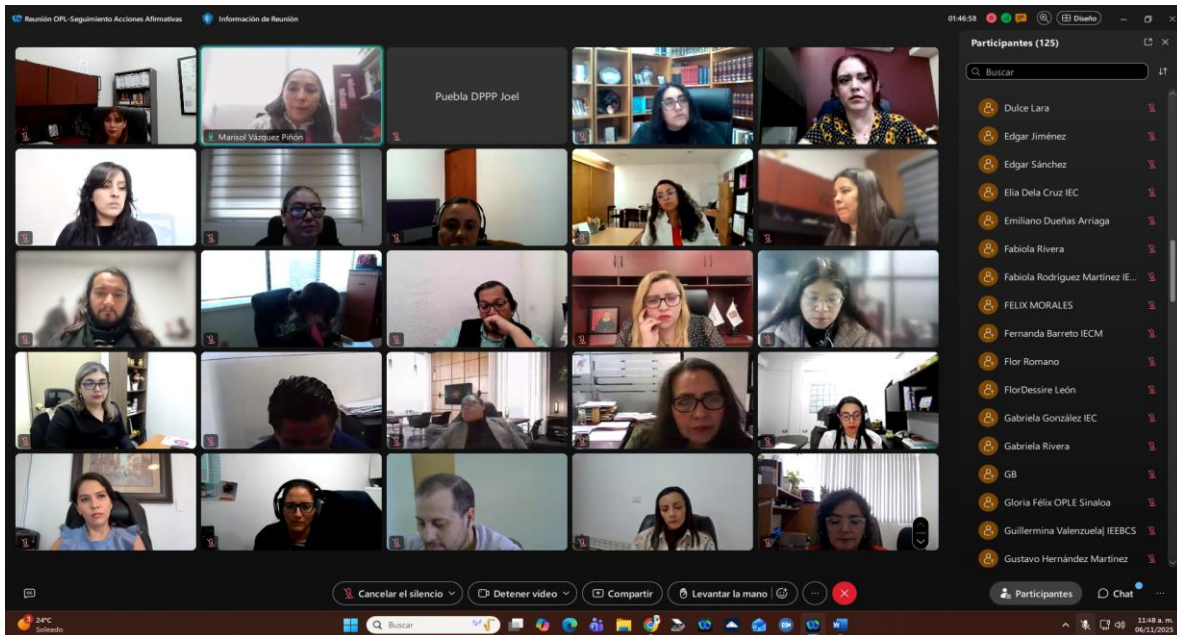 Reunión OPL-Seguimiento Acciones Afirmativas
Información de Reunión
01:46:58
Diseño
Puebla DPPP Joel
Marisol Vázquez Piñón
Participantes (125)
Buscar
Dulce Lara
Edgar Jiménez
Edgar Sánchez
Elia Dela Cruz IEC
Emiliano Dueñas Arriaga
Fabiola Rivera
Fabiola Rodriguez Martinez IE...
FELIX MORALES
Fernanda Barreto IECM
Flor Romano
FlorDessire León
Gabriela González IEC
Gabriela Rivera
GB
Gloria Félix OPLE Sinaloa
Guillermina Valenzuela| IEEBCS
Gustavo Hernández Martínez
Cancelar el silencio
Detener video
Compartir
Levantar la mano
Participantes
Chat
3
24°C
Soleado
Buscar
11:48 a. m.
06/11/2025